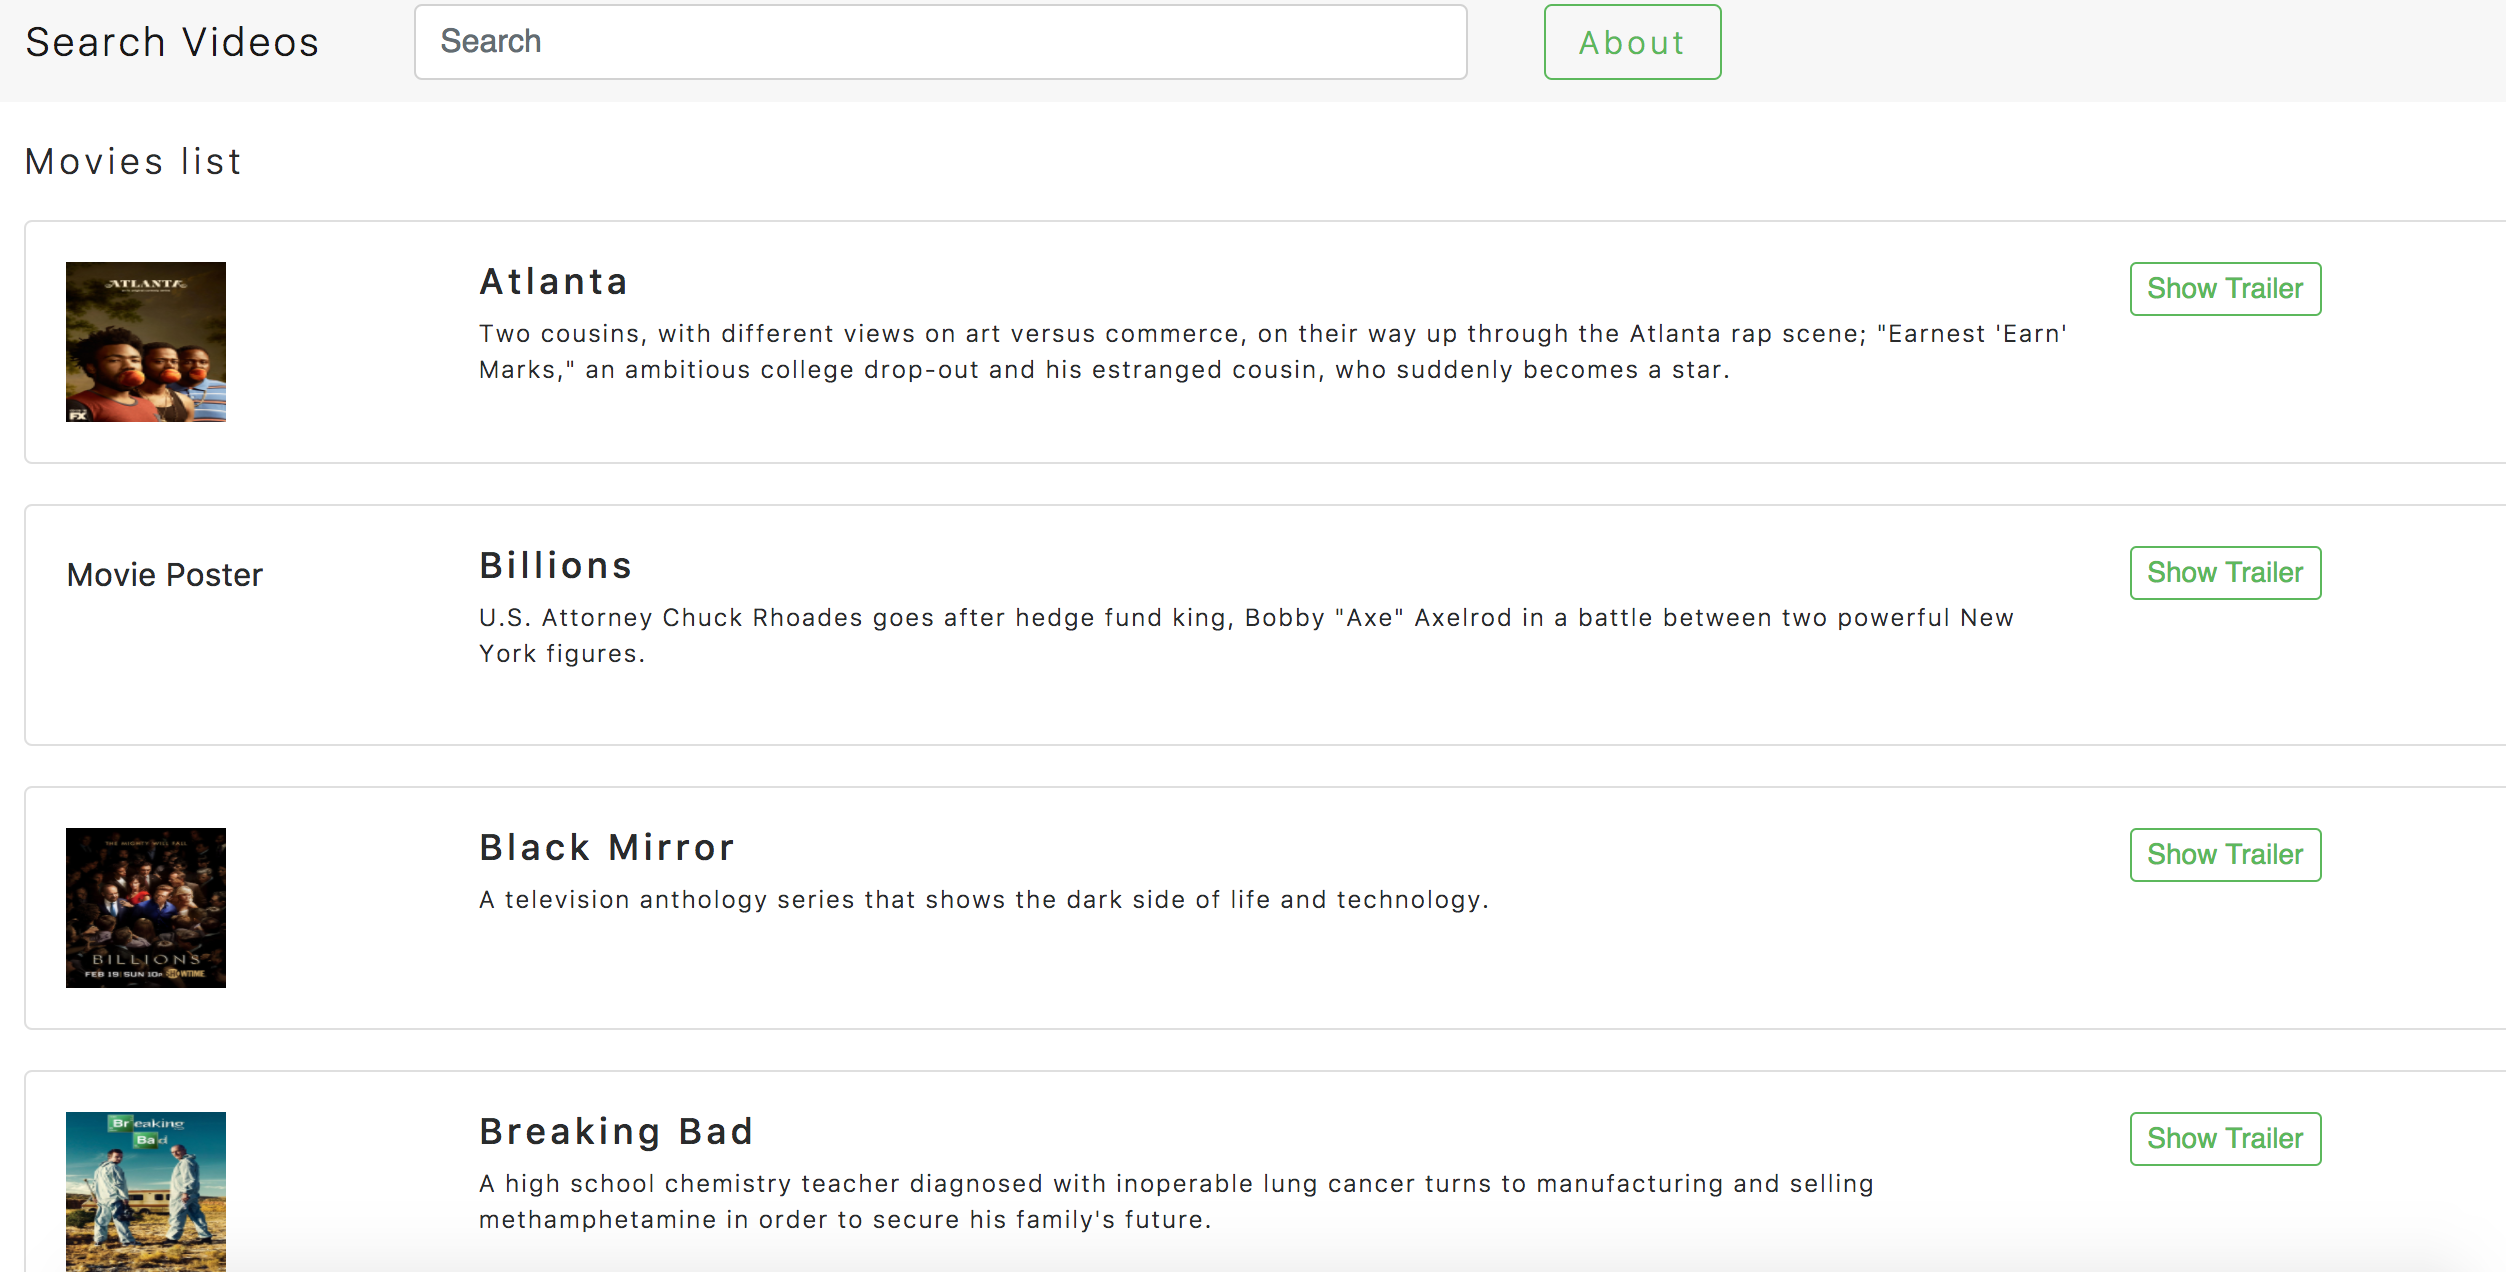 Search Videos
Search
About
Movies list
ATLANTA
FX
Atlanta
Show Trailer
Two cousins, with different views on art versus commerce, on their way up through the Atlanta rap scene; "Earnest 'Earn'
Marks," an ambitious college drop-out and his estranged cousin, who suddenly becomes a star.
Movie Poster
Billions
Show Trailer
U.S. Attorney Chuck Rhoades goes after hedge fund king, Bobby "Axe" Axelrod in a battle between two powerful New
York figures.
THE MIGHTY WILL FALL
BILLIONS
FEB 19 SUN 10P SHOWTIME
Black Mirror
Show Trailer
A television anthology series that shows the dark side of life and technology.
Breaking
Bad
Breaking Bad
Show Trailer
A high school chemistry teacher diagnosed with inoperable lung cancer turns to manufacturing and selling
methamphetamine in order to secure his family's future.